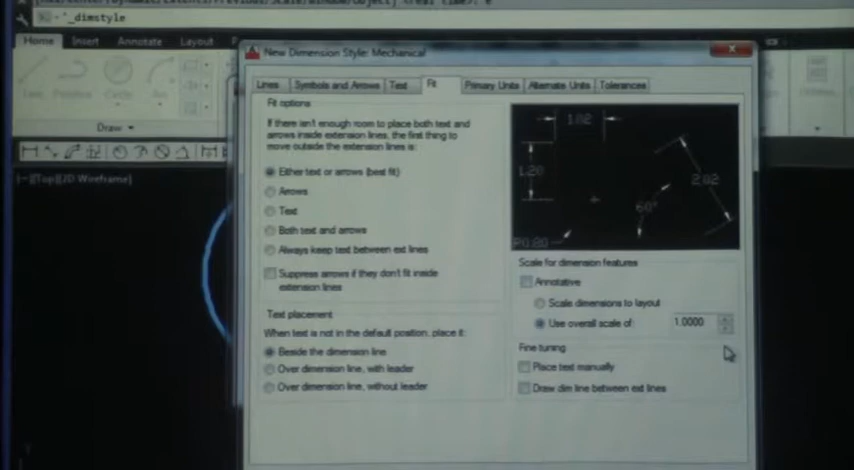 '_dimstyle
Home Insert Annotate Layout
New Dimension Style: Mechanical
Lines Symbols and Arrows Text Fit Primary Units Alternate Units Tolerances
Fit options
If there isn't enough room to place both text and
arrows inside extension lines, the first thing to
move outside the extension lines is:
Either text or arrows (best fit)
Arrows
Text
Both text and arrows
Always keep text between ext lines
Suppress arrows if they don't fit inside
extension lines
Text placement
When text is not in the default position, place it:
Beside the dimension line
Over dimension line, with leader
Over dimension line, without leader
1.02
1.20
2.02
60°
R0.80
Scale for dimension features
Annotative
Scale dimensions to layout
Use overall scale of: 1.0000
Fine tuning
Place text manually
Draw dim line between ext lines
Draw
[−][Top][2D Wireframe]